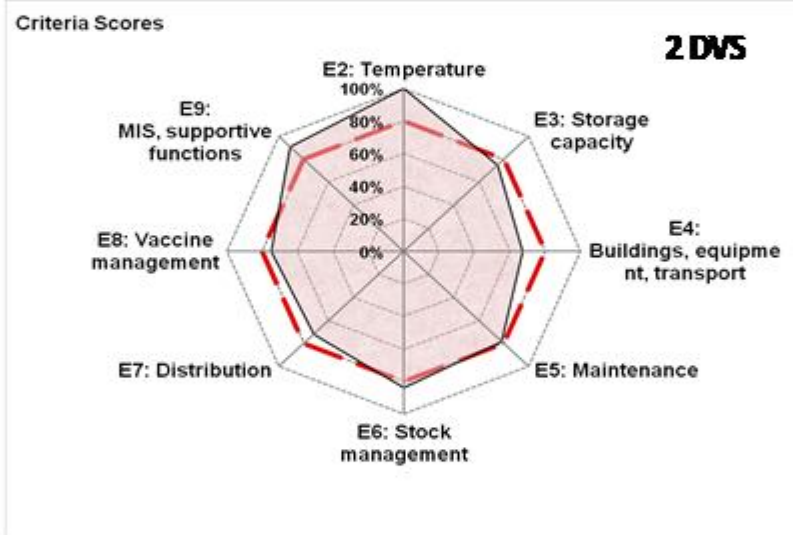 Criteria Scores
2 DVS
E2: Temperature
100%
80%
60%
40%
20%
0%
E3: Storage
capacity
E4:
Buildings, equipme
nt, transport
E5: Maintenance
E6: Stock
management
E7: Distribution
E8: Vaccine
management
E9:
MIS, supportive
functions